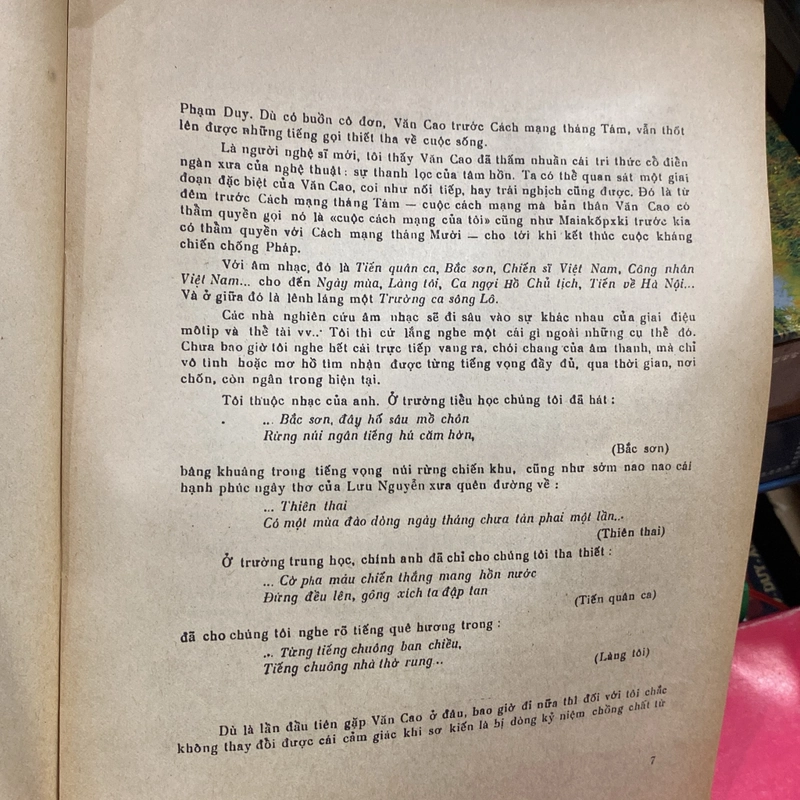 Phạm Duy. Dù có buồn cô đơn, Văn Cao trước Cách mạng tháng Tám, vẫn thốt
lên được những tiếng gọi thiết tha về cuộc sống.
Là người nghệ sĩ mới, tôi thấy Văn Cao đã thấm nhuần cái tri thức cổ điển
ngàn xưa của nghệ thuật: sự thanh lọc của tâm hồn. Ta có thể quan sát một giai
đoạn đặc biệt của Văn Cao, coi như nối tiếp, hay trái nghịch cũng được. Đó là từ
đêm trước Cách mạng tháng Tám — cuộc cách mạng mà bản thân Văn Cao có
thẩm quyền gọi nó là «cuộc cách mạng của tôi» cũng như Maiakốpxki trước kia
có thẩm quyền với Cách mạng tháng Mười — cho tới khi kết thúc cuộc kháng
chiến chống Pháp.
Với âm nhạc, đó là Tiến quân ca, Bắc sơn, Chiến sĩ Việt Nam, Công nhân
Việt Nam... cho đến Ngày mùa, Làng tôi, Ca ngợi Hồ Chủ tịch, Tiến về Hà Nội...
Và ở giữa đó là lênh láng một Trường ca sông Lô.
Các nhà nghiên cứu âm nhạc sẽ đi sâu vào sự khác nhau của giai điệu
môtip và thể tài vv... Tôi thì cứ lắng nghe một cái gì ngoài những cụ thể đó.
Chưa bao giờ tôi nghe hết cái trực tiếp vang ra, chói chang của âm thanh, mà chỉ
vô tình hoặc mơ hồ tìm nhận được từng tiếng vọng đầy đủ, qua thời gian, nơi
chốn, còn ngân trong hiện tại.
Tôi thuộc nhạc của anh. Ở trường tiểu học chúng tôi đã hát:
... Bắc sơn, đây hố sâu mồ chôn
Rừng núi ngân tiếng hú căm hờn,
(Bắc sơn)
bâng khuâng trong tiếng vọng núi rừng chiến khu, cũng như sớm nao nao cái
hạnh phúc ngây thơ của Lưu Nguyễn xưa quên đường về:
... Thiên thai
Có một mùa đào dòng ngày tháng chưa tàn phai một lần...
(Thiên thai)
Ở trường trung học, chính anh đã chỉ cho chúng tôi tha thiết:
... Cờ pha máu chiến thắng mang hồn nước
Đứng đều lên, gông xích ta đập tan
(Tiến quân ca)
đã cho chúng tôi nghe rõ tiếng quê hương trong:
... Từng tiếng chuông ban chiều,
Tiếng chuông nhà thờ rung...
(Làng tôi)
Dù là lần đầu tiên gặp Văn Cao ở đâu, bao giờ đi nữa thì đối với tôi chắc
không thay đổi được cái cảm giác khi sơ kiến là bị dòng kỷ niệm chồng chất từ
7